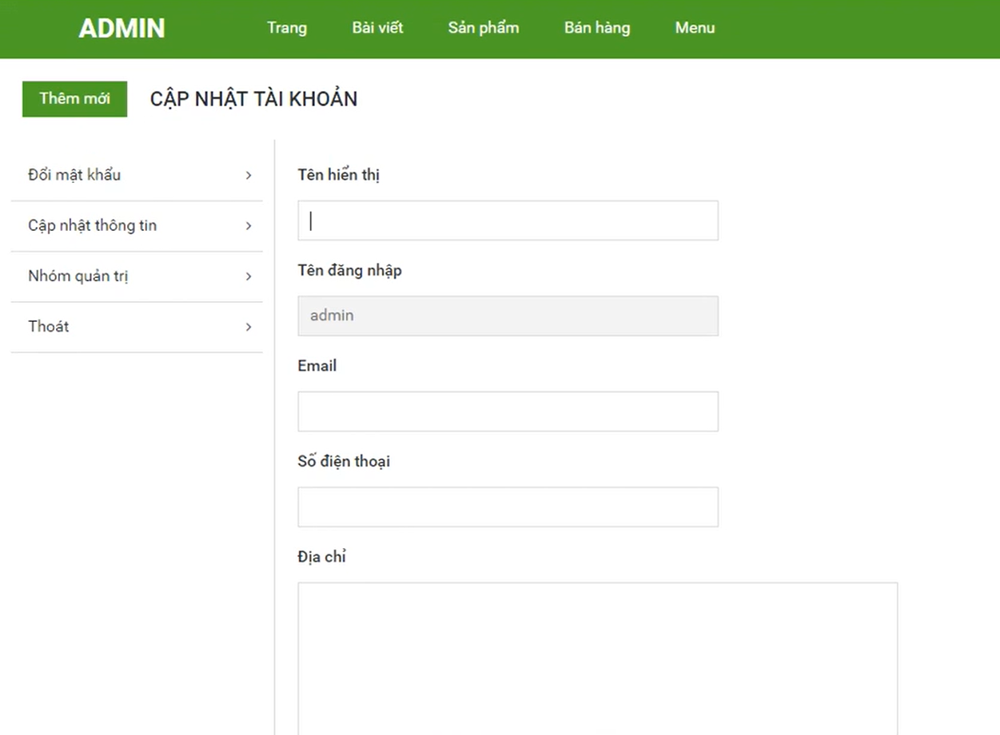 ADMIN Trang Bài viết Sản phẩm Bán hàng Menu
Thêm mới CẬP NHẬT TÀI KHOẢN
Đổi mật khẩu
Cập nhật thông tin
Nhóm quản trị
Thoát
Tên hiển thị
Tên đăng nhập
admin
Email
Số điện thoại
Địa chỉ